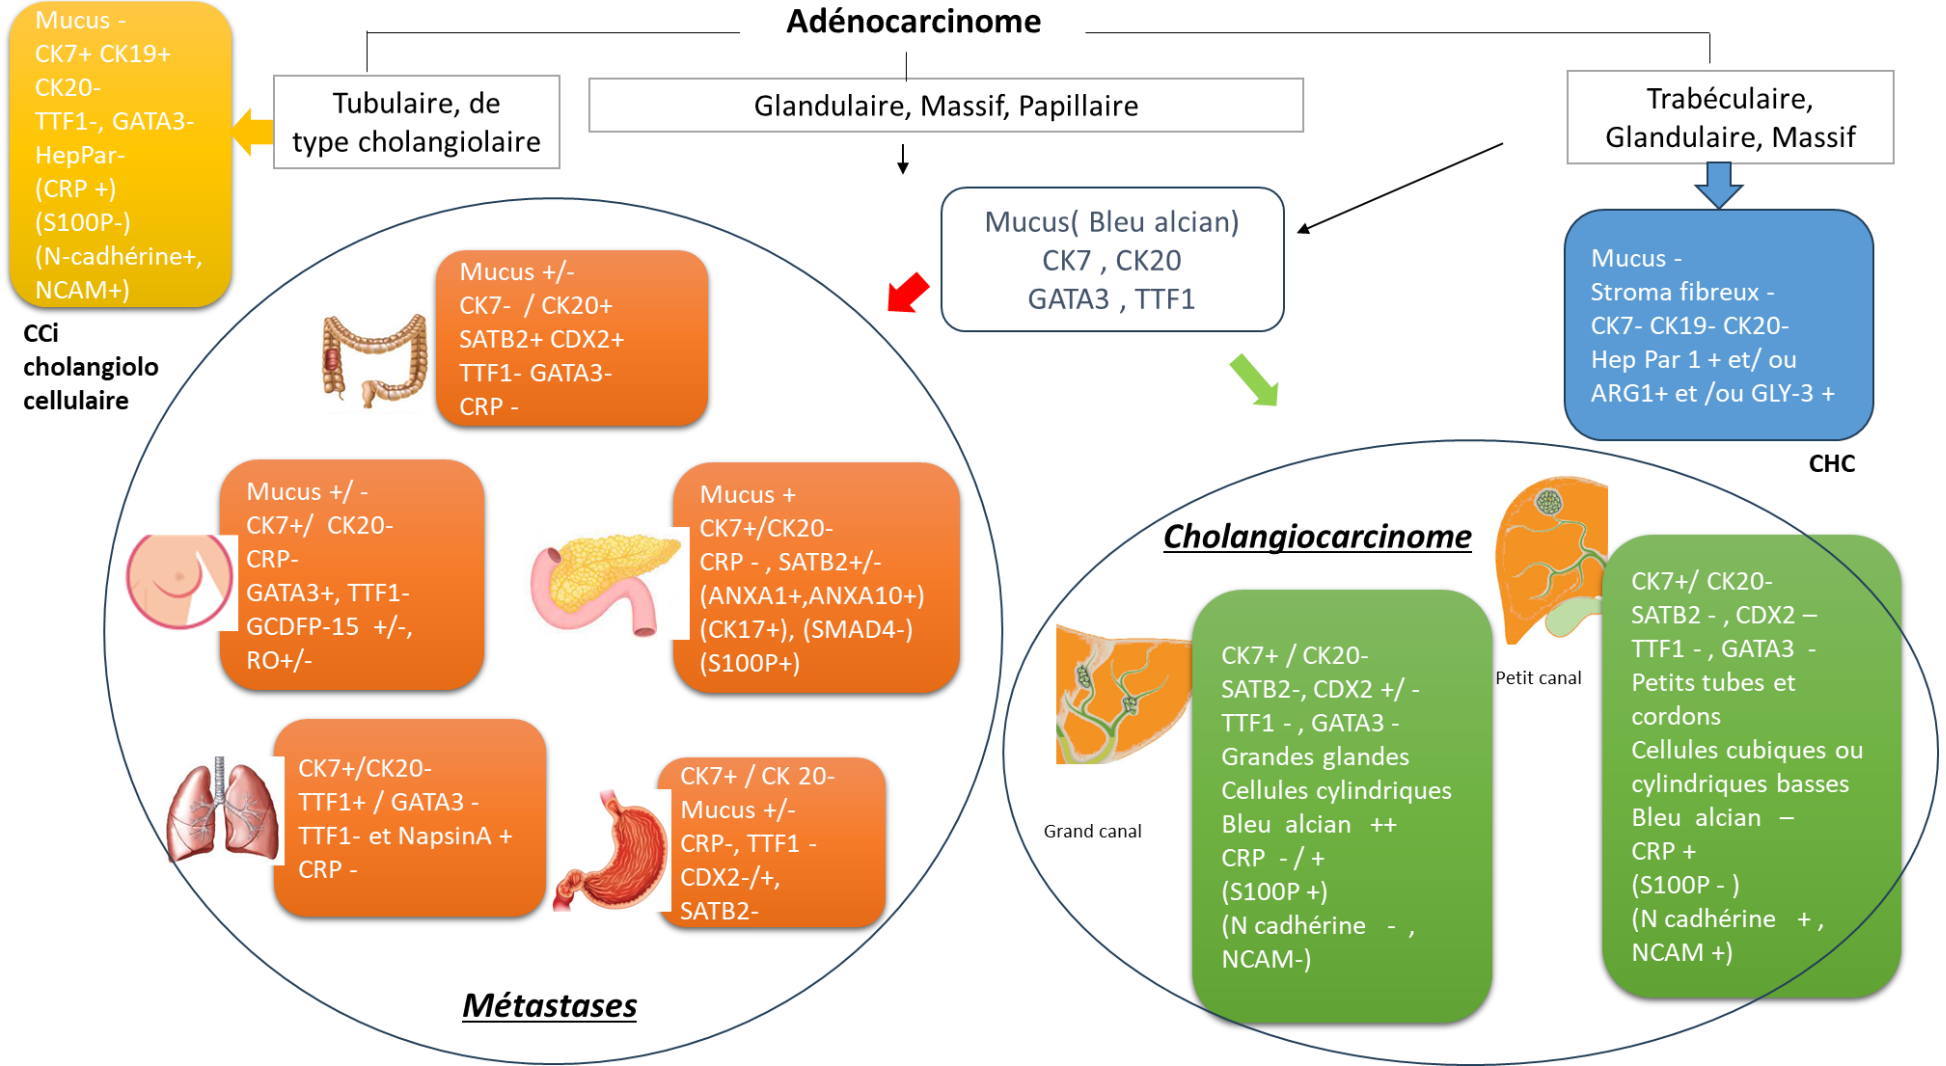 Adénocarcinome
Mucus -
CK7+ CK19+
CK20-
TTF1-, GATA3-
HepPar-
(CRP +)
(S100P-)
(N-cadhérine+,
NCAM+)
CCi
cholangiolo
cellulaire
Tubulaire, de
type cholangiolaire
Glandulaire, Massif, Papillaire
Trabéculaire,
Glandulaire, Massif
Mucus( Bleu alcian)
CK7 , CK20
GATA3 , TTF1
Mucus -
Stroma fibreux -
CK7- CK19- CK20-
Hep Par 1 + et/ ou
ARG1+ et /ou GLY-3 +
CHC
Mucus +/-
CK7- / CK20+
SATB2+ CDX2+
TTF1- GATA3-
CRP -
Mucus +/ -
CK7+/ CK20-
CRP-
GATA3+, TTF1-
GCDFP-15 +/-,
RO+/-
Mucus +
CK7+/CK20-
CRP - , SATB2+/-
(ANXA1+,ANXA10+)
(CK17+), (SMAD4-)
(S100P+)
CK7+/CK20-
TTF1+ / GATA3 -
TTF1- et NapsinA +
CRP -
CK7+ / CK 20-
Mucus +/-
CRP-, TTF1 -
CDX2-/+,
SATB2-
Métastases
Cholangiocarcinome
Grand canal
CK7+ / CK20-
SATB2-, CDX2 +/ -
TTF1 - , GATA3 -
Grandes glandes
Cellules cylindriques
Bleu alcian ++
CRP - / +
(S100P +)
(N cadhérine - ,
NCAM-)
Petit canal
CK7+/ CK20-
SATB2 - , CDX2 –
TTF1 - , GATA3 -
Petits tubes et
cordons
Cellules cubiques ou
cylindriques basses
Bleu alcian –
CRP +
(S100P - )
(N cadhérine + ,
NCAM +)